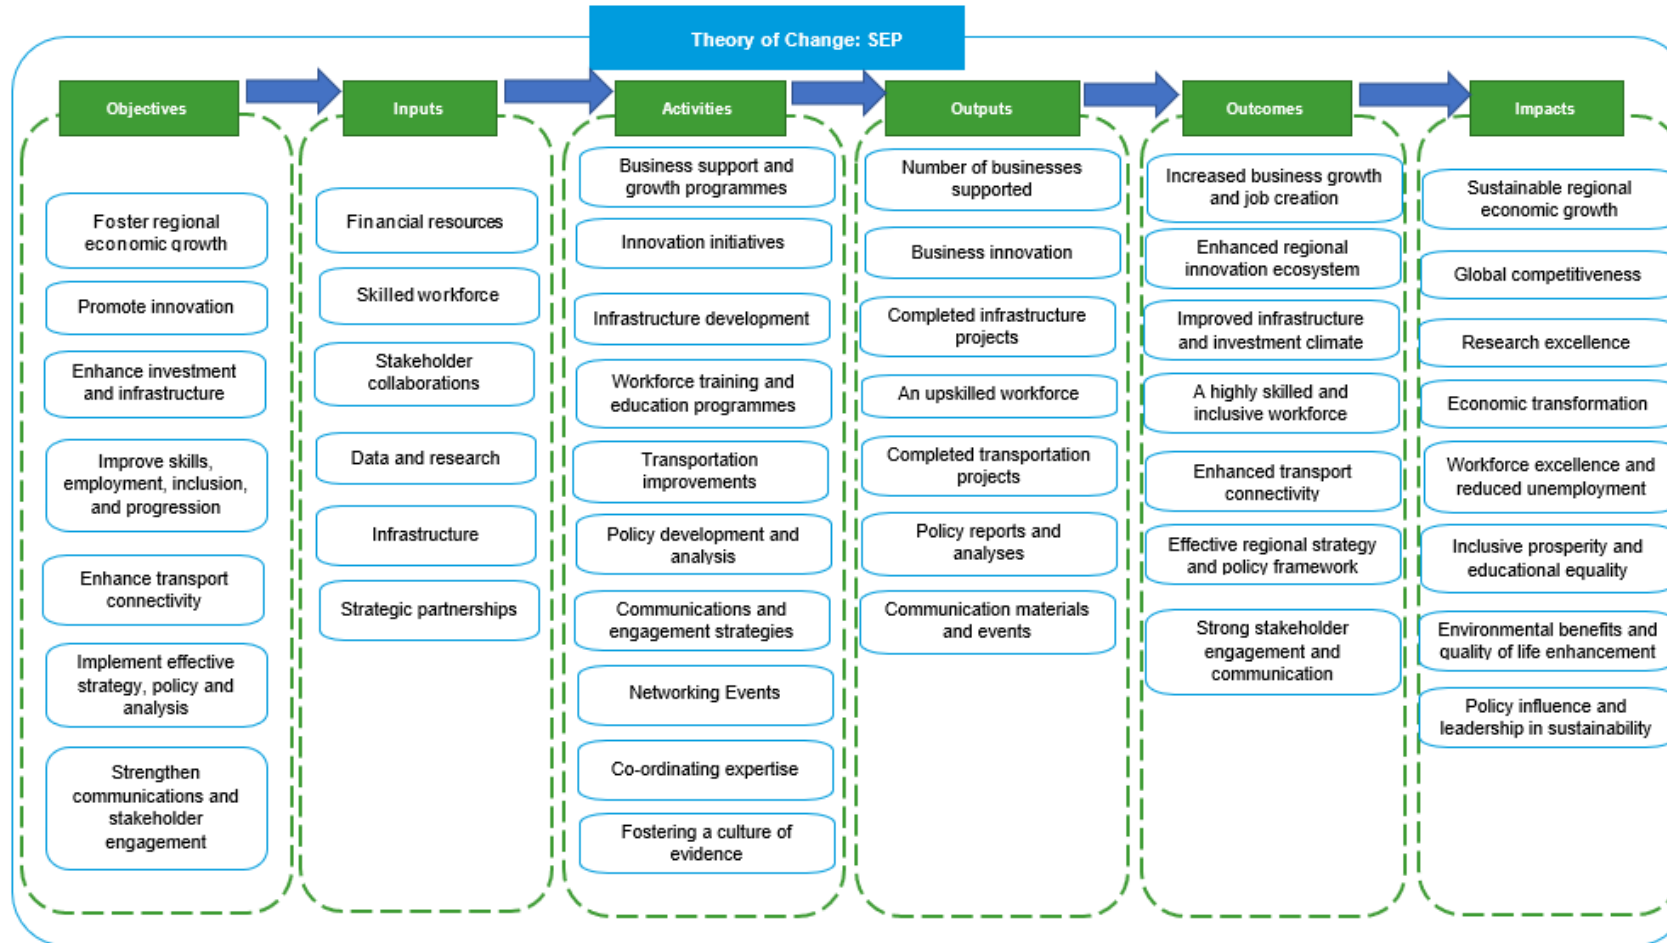 Theory of Change: SEP
Objectives
Foster regional
economic growth
Promote innovation
Enhance investment
and infrastructure
Improve skills,
employment, inclusion,
and progression
Enhance transport
connectivity
Implement effective
strategy, policy and
analysis
Strengthen
communications and
stakeholder
engagement
Inputs
Financial resources
Skilled workforce
Stakeholder
collaborations
Data and research
Infrastructure
Strategic partnerships
Activities
Business support and
growth programmes
Innovation initiatives
Infrastructure development
Workforce training and
education programmes
Transportation
improvements
Policy development and
analysis
Communications and
engagement strategies
Networking Events
Co-ordinating expertise
Fostering a culture of
evidence
Outputs
Number of businesses
supported
Business innovation
Completed infrastructure
projects
An upskilled workforce
Completed transportation
projects
Policy reports and
analyses
Communication materials
and events
Outcomes
Increased business growth
and job creation
Enhanced regional
innovation ecosystem
Improved infrastructure
and investment climate
A highly skilled and
inclusive workforce
Enhanced transport
connectivity
Effective regional strategy
and policy framework
Strong stakeholder
engagement and
communication
Impacts
Sustainable regional
economic growth
Global competitiveness
Research excellence
Economic transformation
Workforce excellence and
reduced unemployment
Inclusive prosperity and
educational equality
Environmental benefits and
quality of life enhancement
Policy influence and
leadership in sustainability